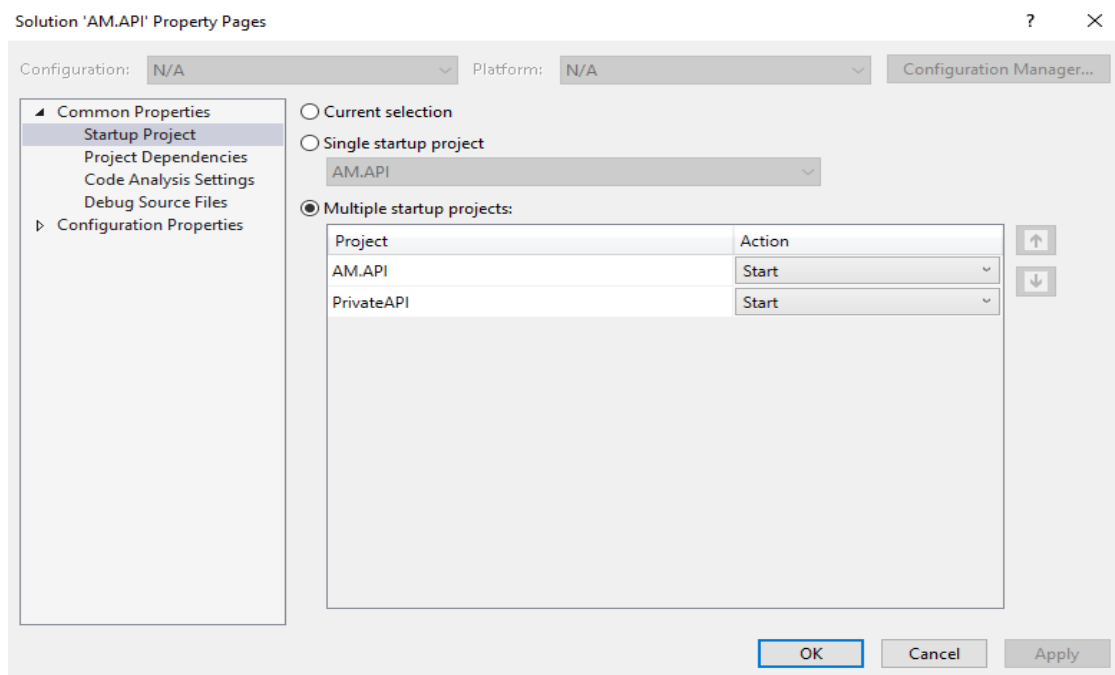 Solution 'AM.API' Property Pages
? ×
Configuration: N/A Platform: N/A Configuration Manager...
Common Properties
Startup Project
Project Dependencies
Code Analysis Settings
Debug Source Files
Configuration Properties
Current selection
Single startup project
AM.API
Multiple startup projects:
Project Action
AM.API Start
PrivateAPI Start
OK Cancel Apply